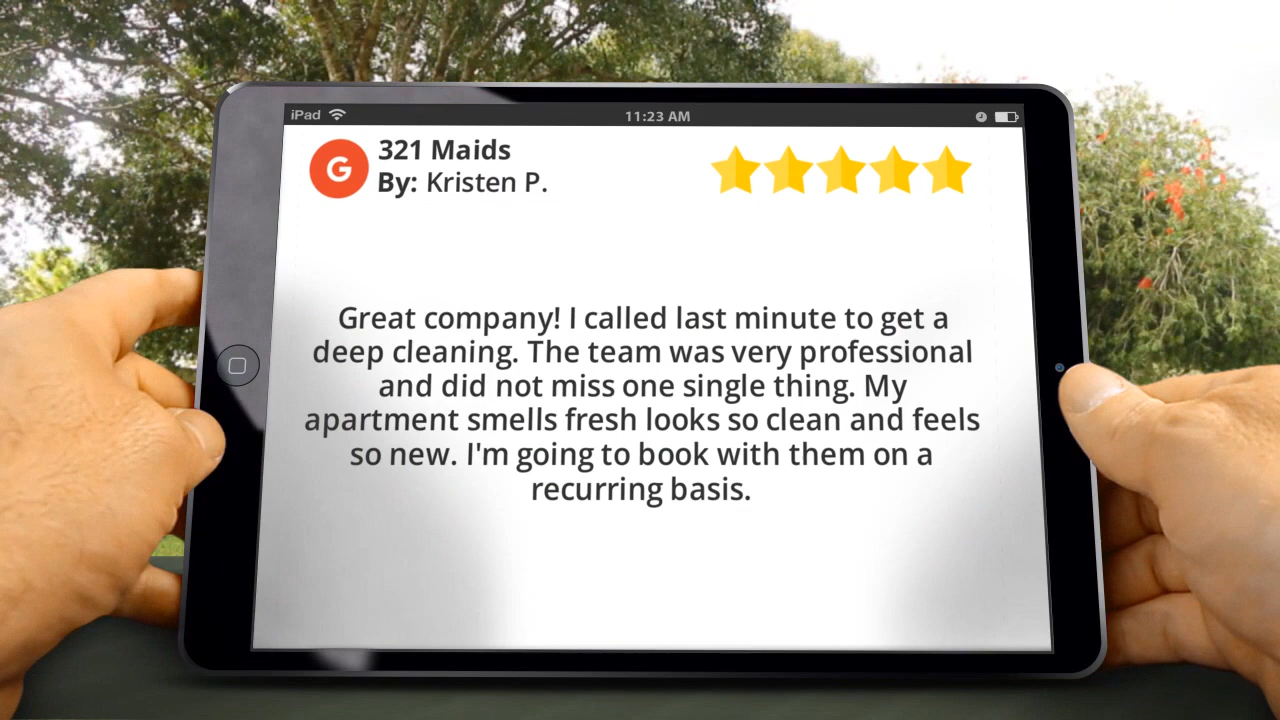 iPad 11:23 AM
G 321 Maids
By: Kristen P.
Great company! I called last minute to get a
deep cleaning. The team was very professional
and did not miss one single thing. My
apartment smells fresh looks so clean and feels
so new. I'm going to book with them on a
recurring basis.